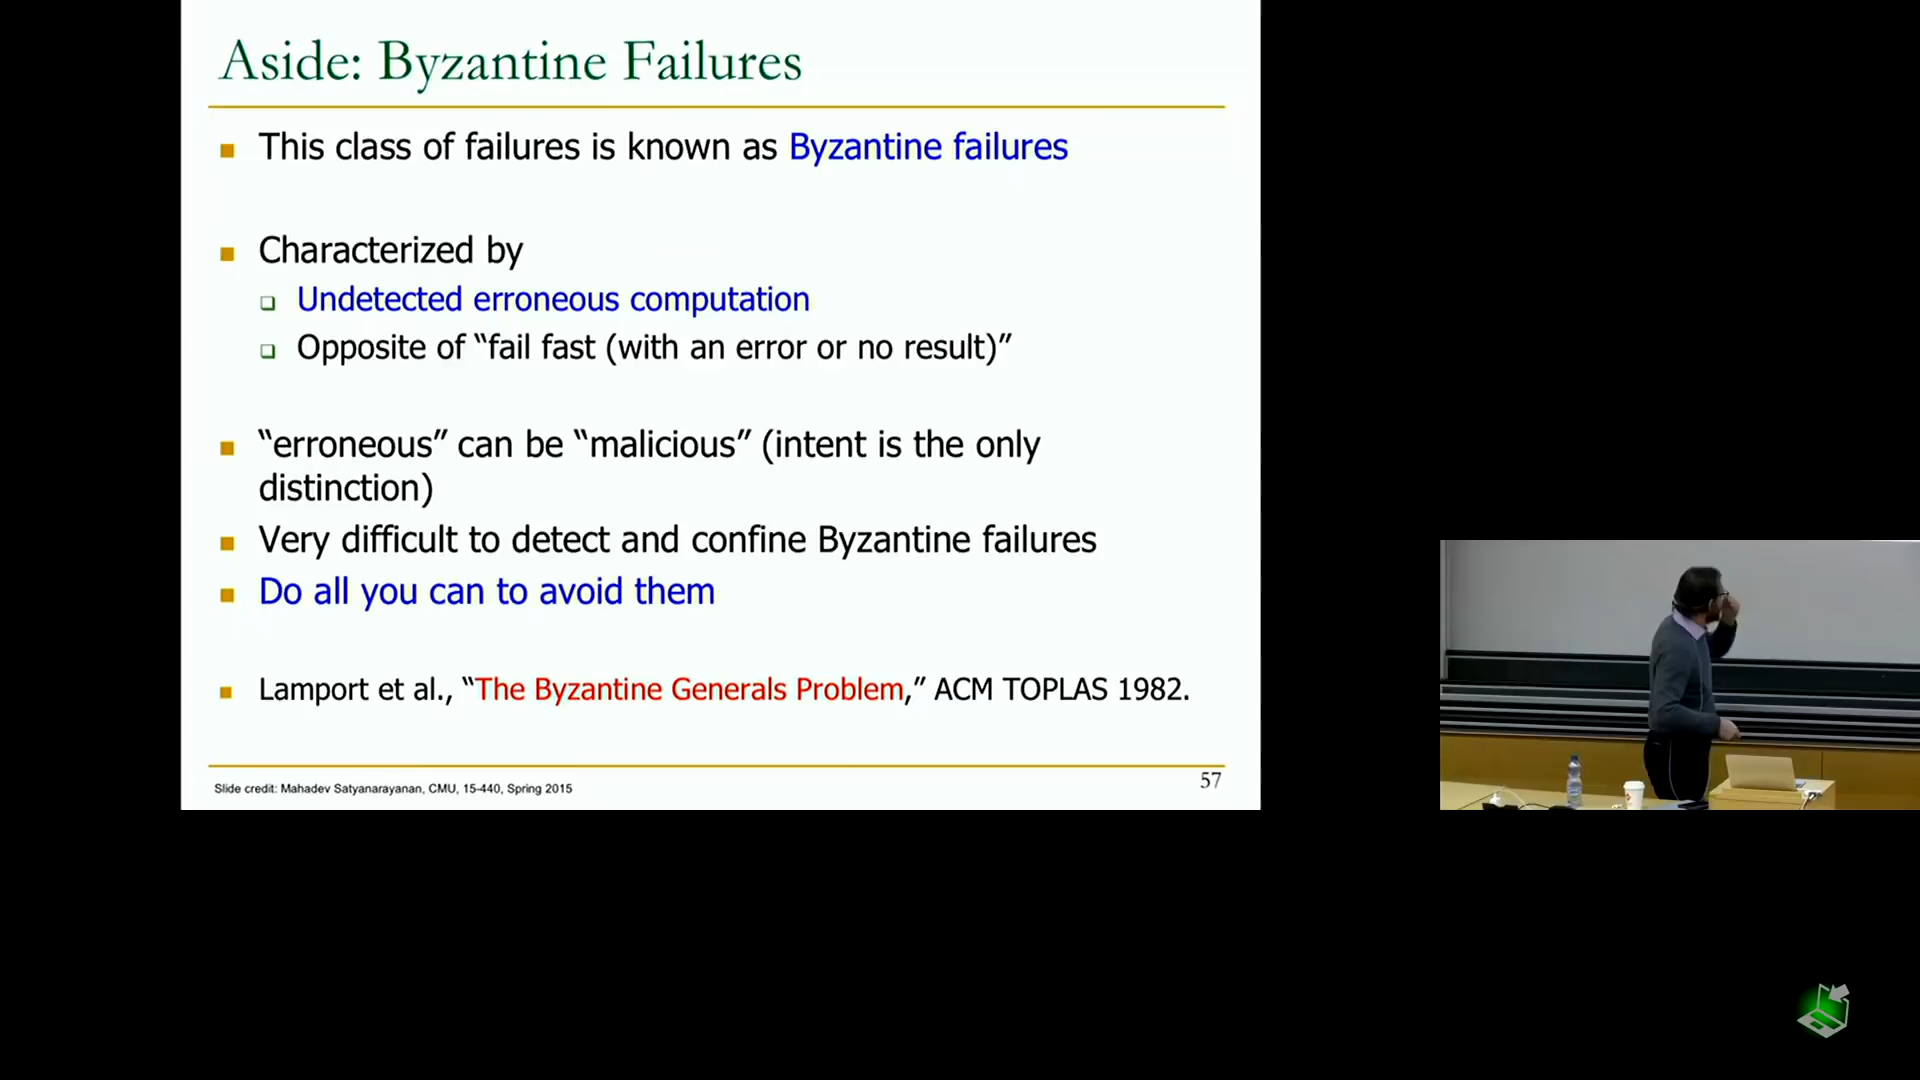 Aside: Byzantine Failures
This class of failures is known as Byzantine failures
Characterized by
Undetected erroneous computation
Opposite of “fail fast (with an error or no result)”
“erroneous” can be “malicious” (intent is the only
distinction)
Very difficult to detect and confine Byzantine failures
Do all you can to avoid them
Lamport et al., “The Byzantine Generals Problem,” ACM TOPLAS 1982.
Slide credit: Mahadev Satyanarayanan, CMU, 15-440, Spring 2015
57